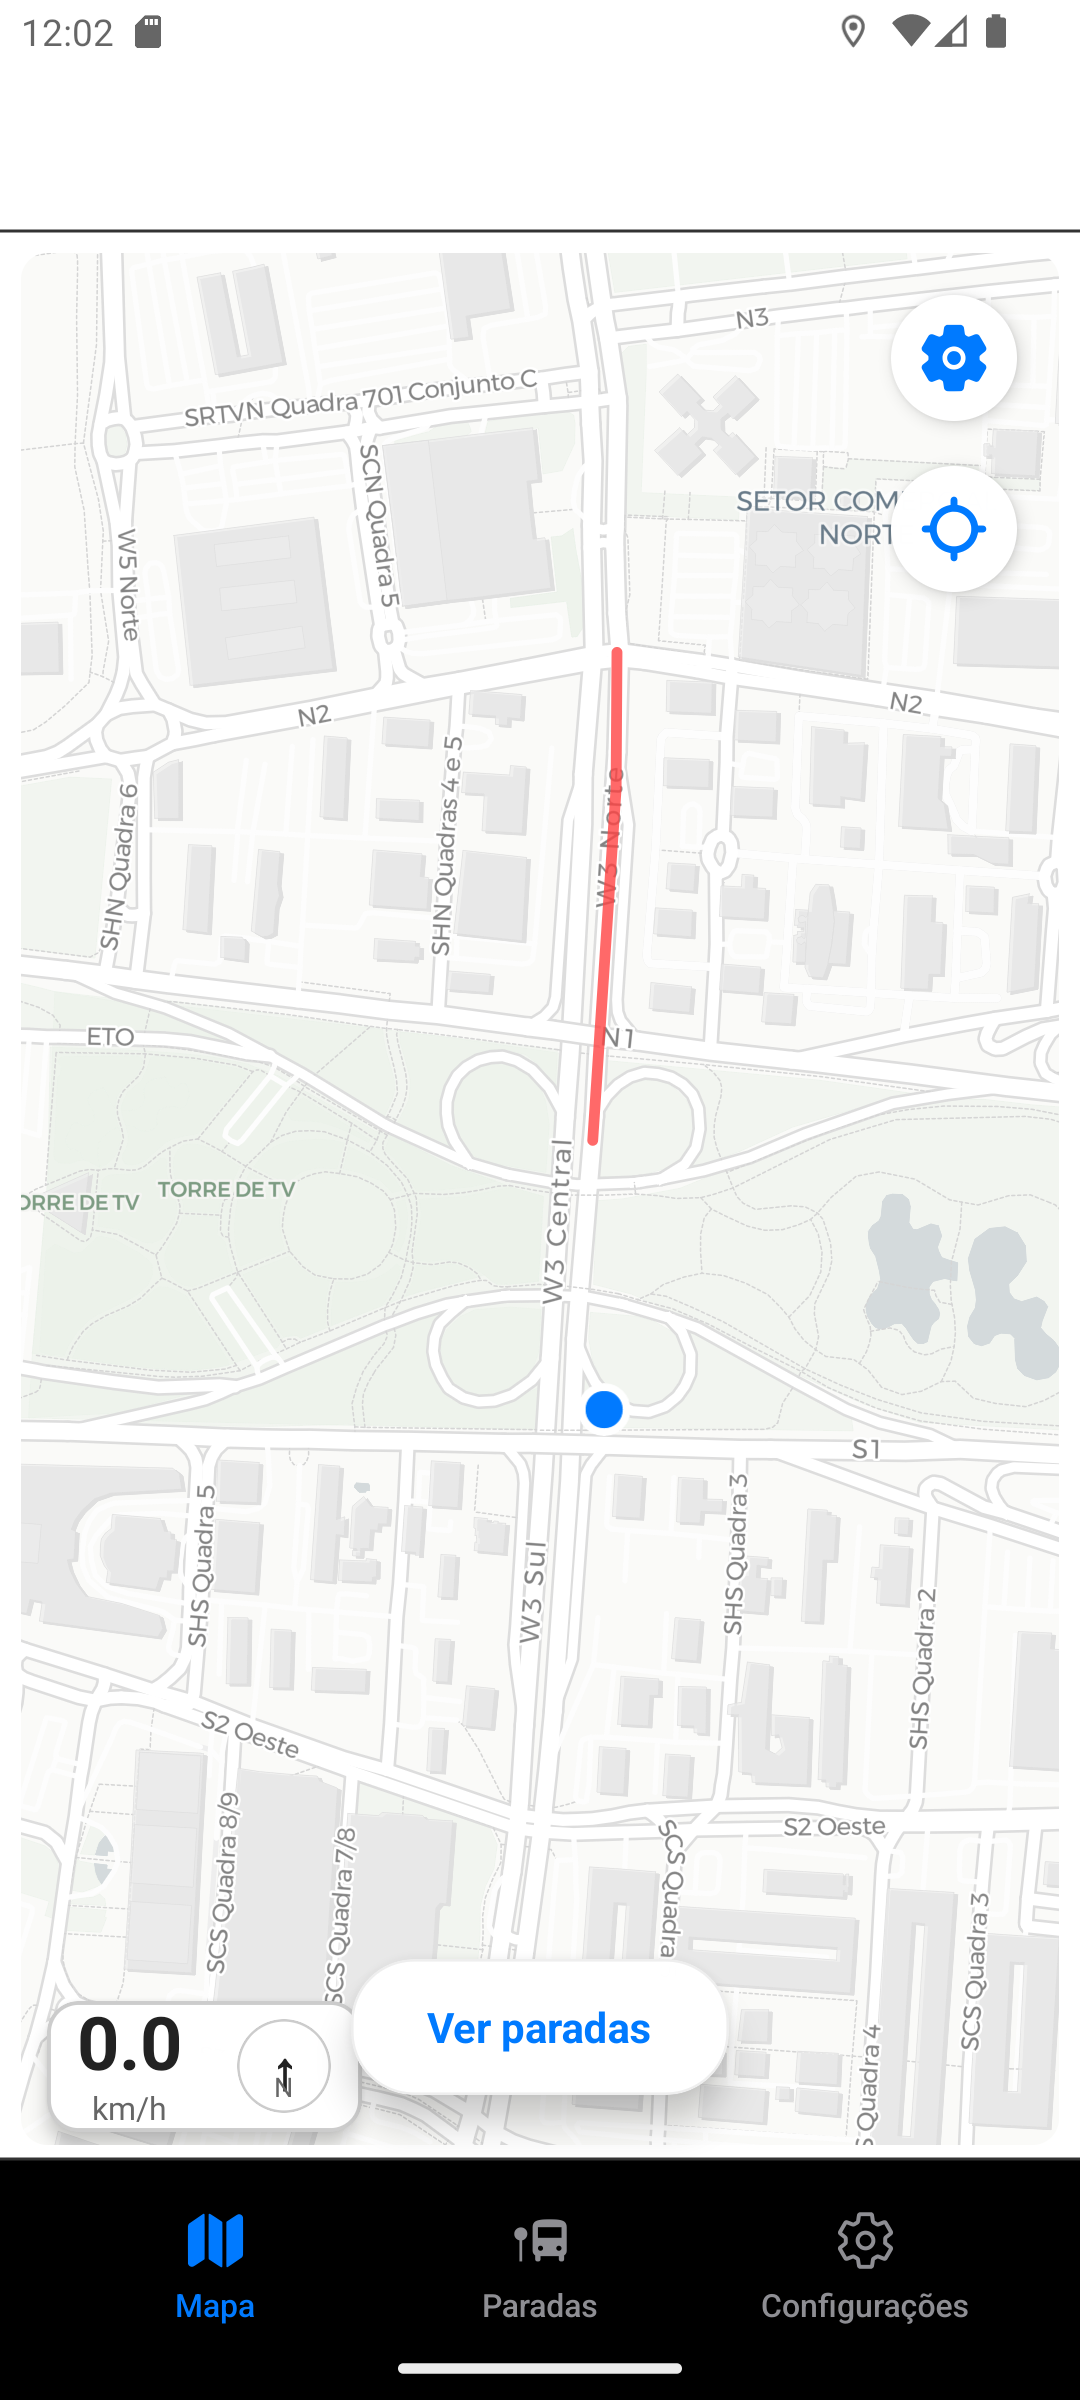 12:02
N3
SRTVN Quadra 701 Conjunto C
SCN Quadra 5
SETOR COM
NORT
W5 Norte
N2
N2
W3 Norte
SHN Quadras 4 e 5
SHN Quadra 6
N1
ETO
TORRE DE TV
ORRE DE TV
W3 Central
S1
SHS Quadra 5
SHS Quadra 3
W3 Sul
SHS Quadra 2
S2 Oeste
S2 Oeste
SCS Quadra 8/9
SCS Quadra 7/8
SCS Quadra
SCS Quadra 3
S Quadra 4
Ver paradas
0.0
km/h
N
Mapa
Paradas
Configurações